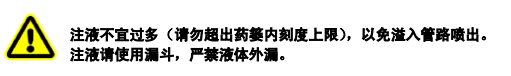 注液不宜过多（请勿超出药篓内刻度上限），以免溢入管路喷出。
注液请使用漏斗，严禁液体外漏。